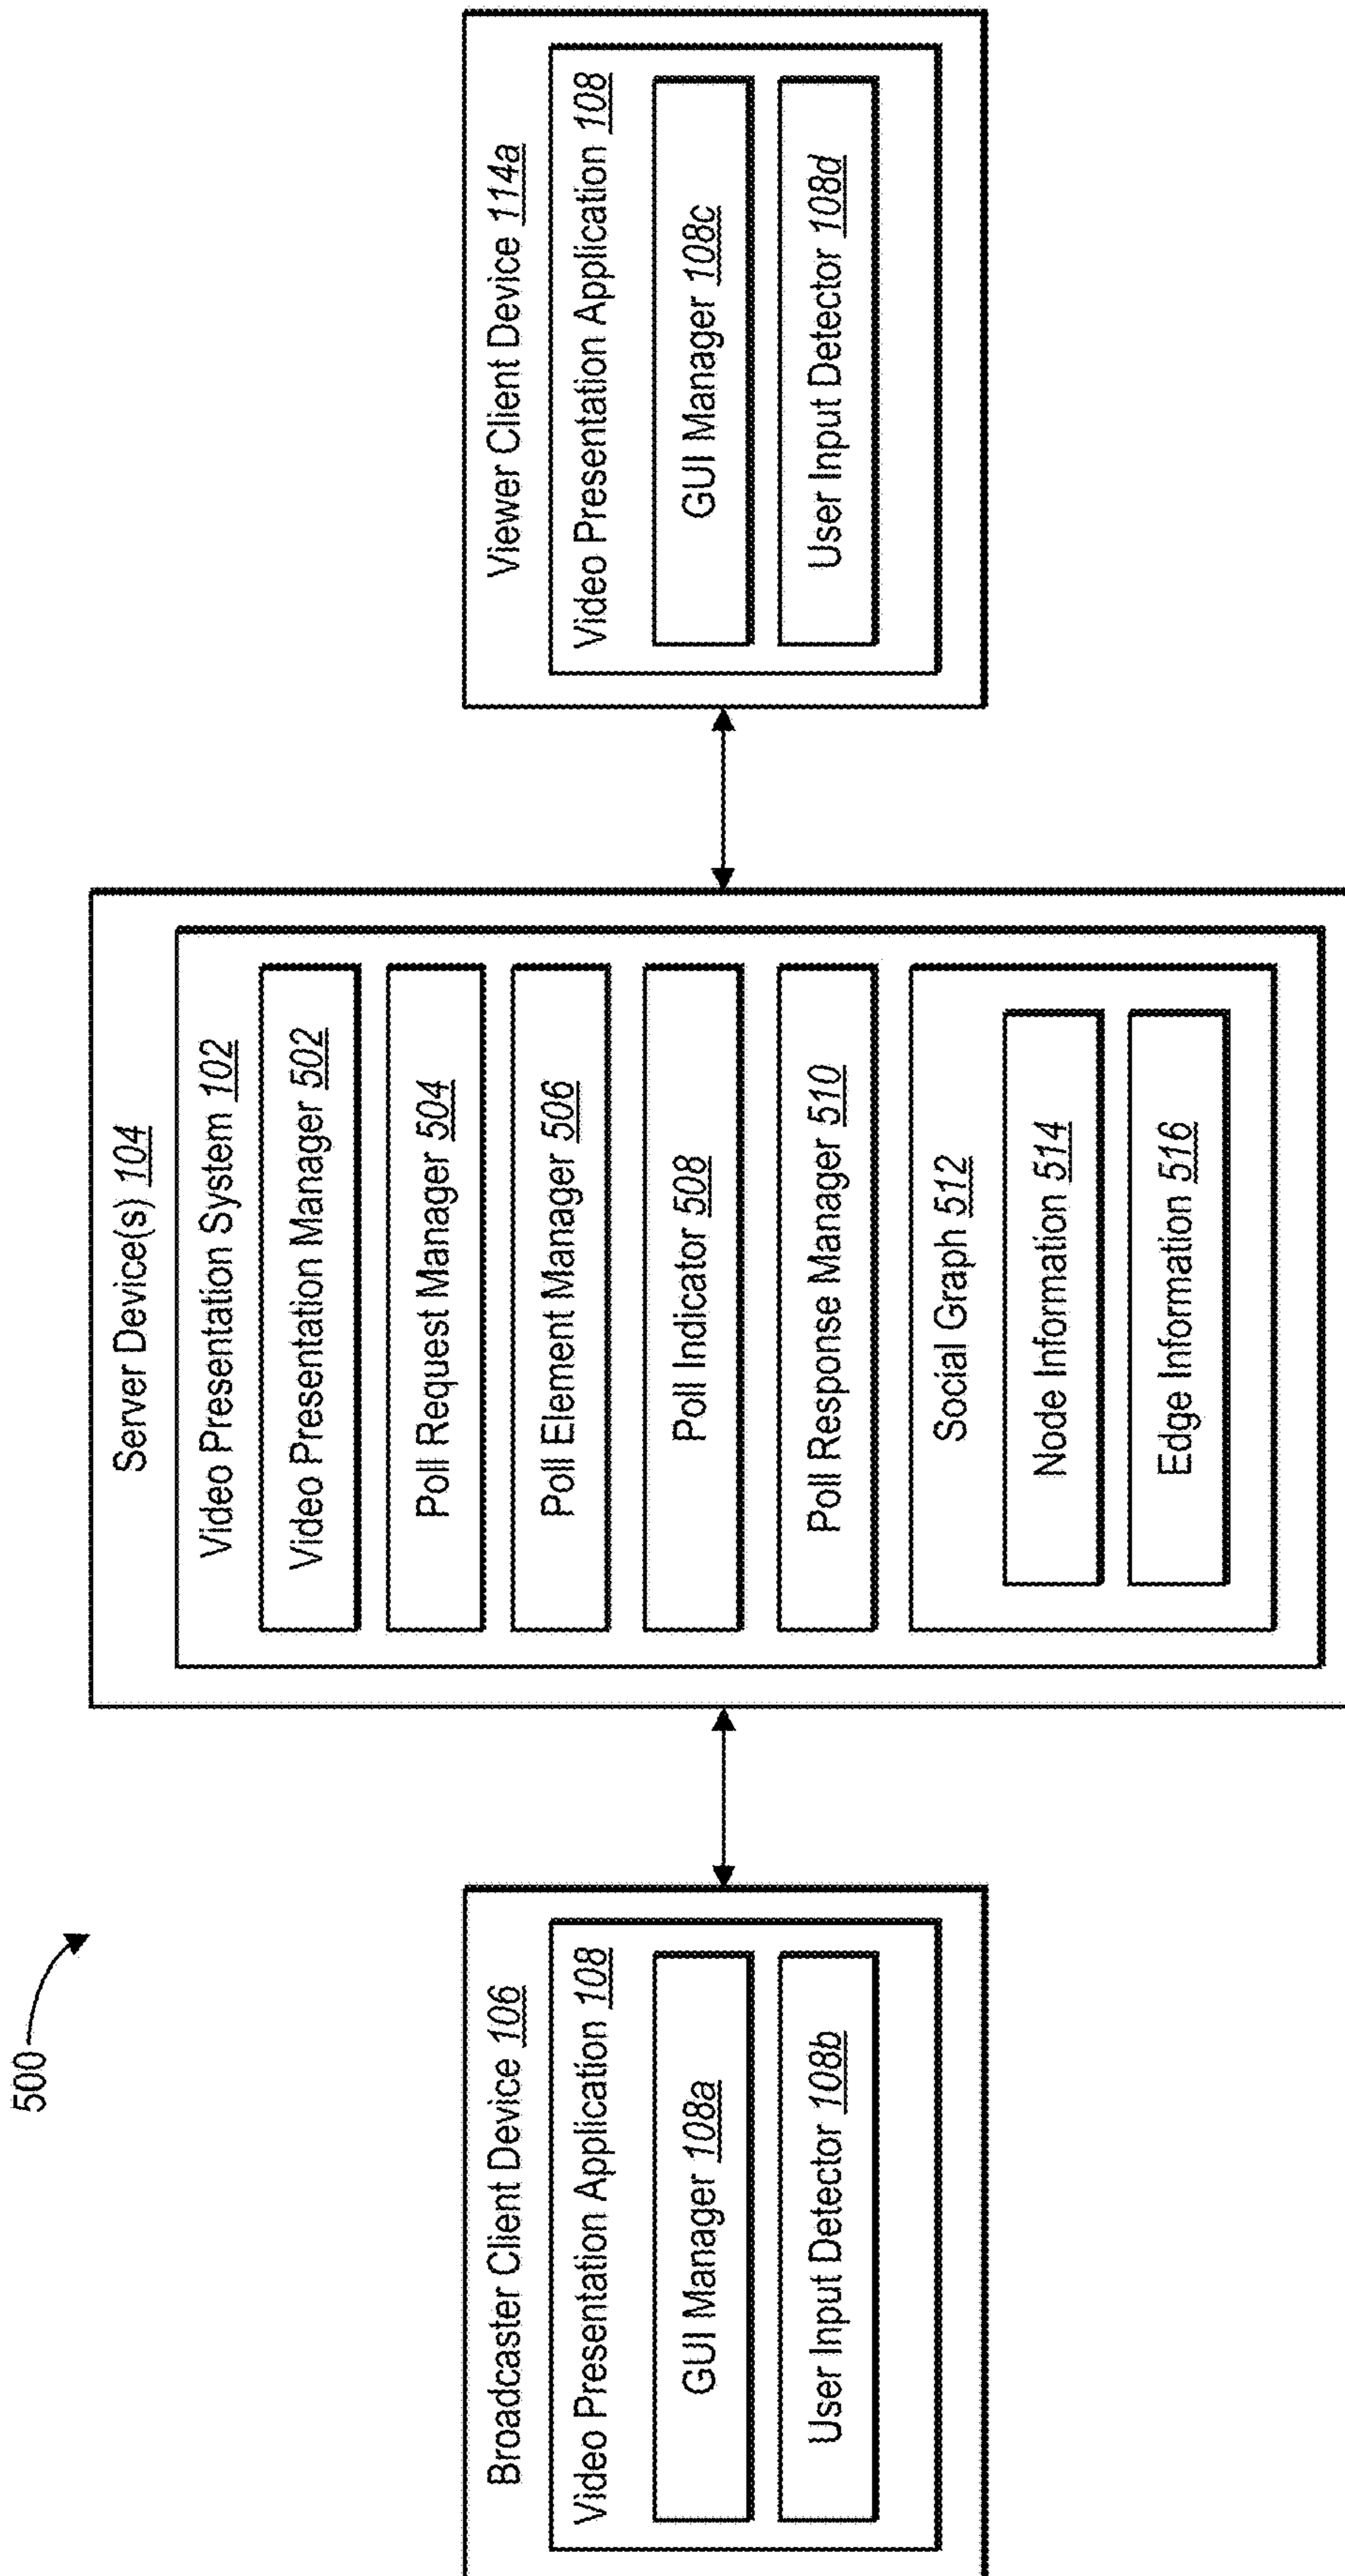 500
Broadcaster Client Device 106
Video Presentation Application 108
GUI Manager 108a
User Input Detector 108b
Server Device(s) 104
Video Presentation System 102
Video Presentation Manager 502
Poll Request Manager 504
Poll Element Manager 506
Poll Indicator 508
Poll Response Manager 510
Social Graph 512
Node Information 514
Edge Information 516
Viewer Client Device 114a
Video Presentation Application 108
GUI Manager 108c
User Input Detector 108d